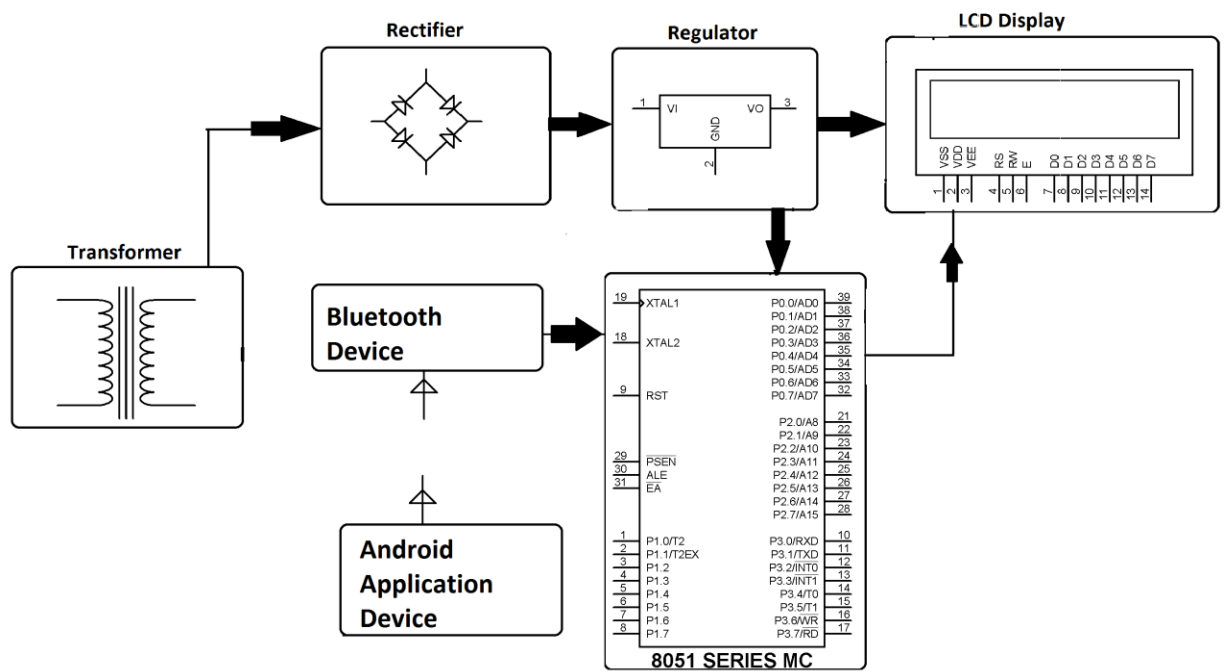 Rectifier
Regulator
LCD Display
1 VI VO 3
GND
2
VSS VDD VEE RS RW E D0 D1 D2 D3 D4 D5 D6 D7
1 2 3 4 5 6 7 8 9 10 11 12 13 14
Transformer
Bluetooth
Device
Android
Application
Device
19 XTAL1 P0.0/AD0 39
P0.1/AD1 38
P0.2/AD2 37
18 XTAL2 P0.3/AD3 36
P0.4/AD4 35
P0.5/AD5 34
P0.6/AD6 33
9 RST P0.7/AD7 32
P2.0/A8 21
P2.1/A9 22
P2.2/A10 23
29 PSEN P2.3/A11 24
30 ALE P2.4/A12 25
31 EA P2.5/A13 26
P2.6/A14 27
P2.7/A15 28
1 P1.0/T2 P3.0/RXD 10
2 P1.1/T2EX P3.1/TXD 11
3 P1.2 P3.2/INT0 12
4 P1.3 P3.3/INT1 13
5 P1.4 P3.4/T0 14
6 P1.5 P3.5/T1 15
7 P1.6 P3.6/WR 16
8 P1.7 P3.7/RD 17
8051 SERIES MC